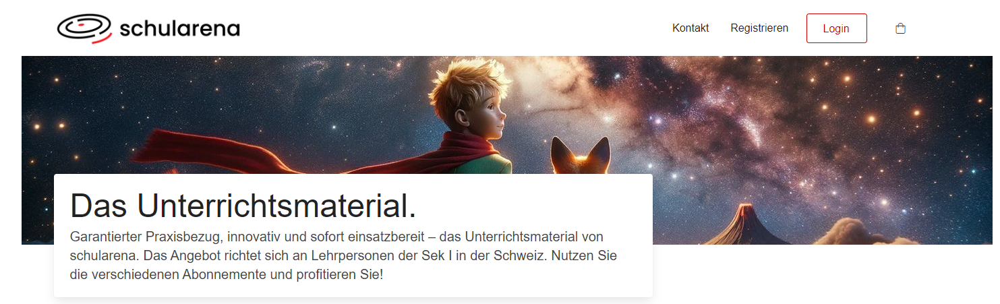 schularena
Kontakt
Registrieren
Login
Das Unterrichtsmaterial.
Garantierter Praxisbezug, innovativ und sofort einsatzbereit – das Unterrichtsmaterial von
schularena. Das Angebot richtet sich an Lehrpersonen der Sek I in der Schweiz. Nutzen Sie
die verschiedenen Abonnemente und profitieren Sie!